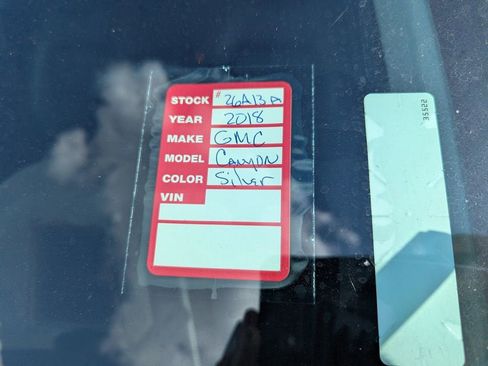 STOCK # 26A13A
YEAR 2018
MAKE GMC
MODEL Canyon
COLOR Silver
VIN
35522